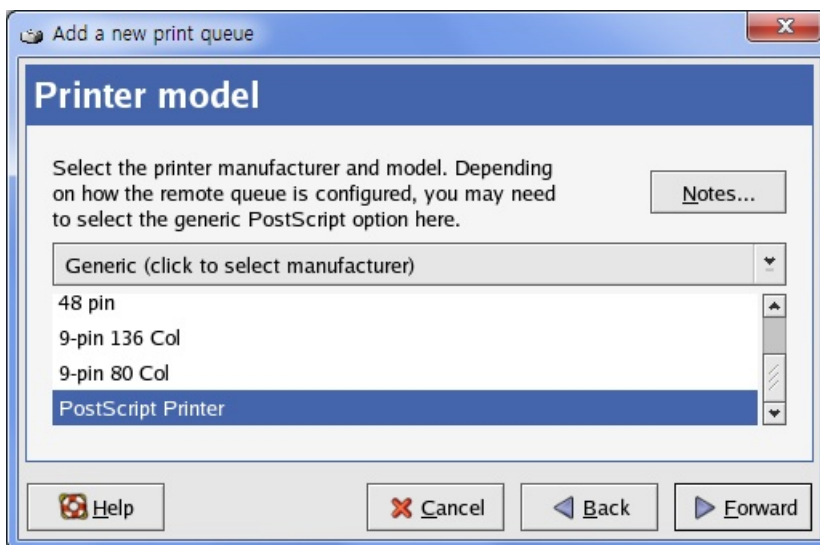 Add a new print queue
Printer model
Select the printer manufacturer and model. Depending
on how the remote queue is configured, you may need
to select the generic PostScript option here.
Notes...
Generic (click to select manufacturer)
48 pin
9-pin 136 Col
9-pin 80 Col
PostScript Printer
Help
Cancel
Back
Forward